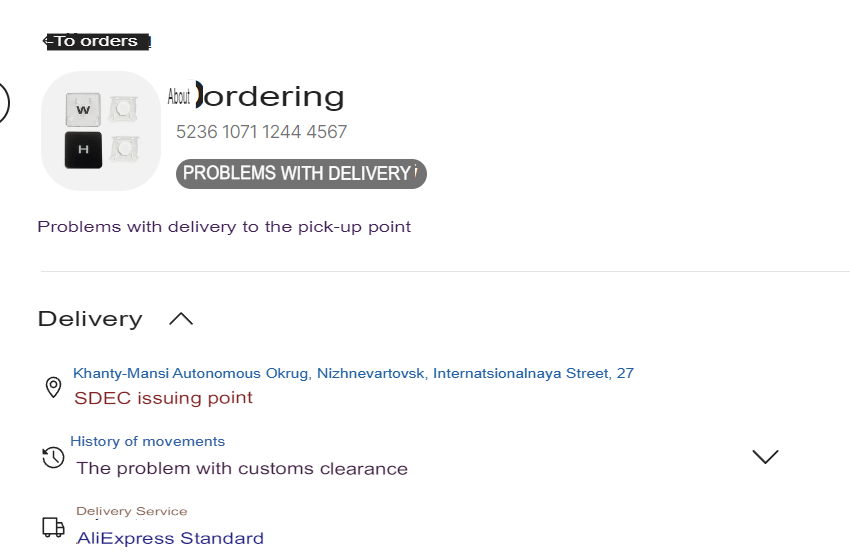 To orders
W
H
About ordering
5236 1071 1244 4567
PROBLEMS WITH DELIVERY
Problems with delivery to the pick-up point
Delivery
Khanty-Mansi Autonomous Okrug, Nizhnevartovsk, Internatsionalnaya Street, 27
SDEC issuing point
History of movements
The problem with customs clearance
Delivery Service
AliExpress Standard